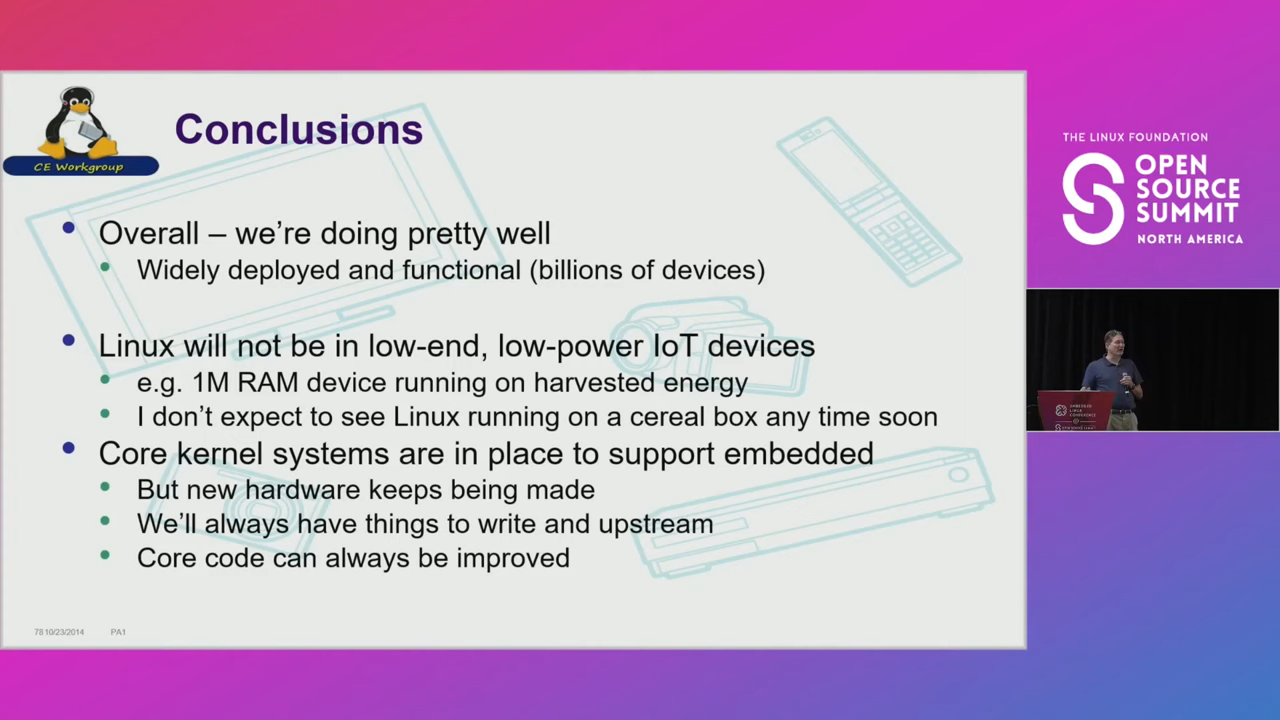 CE Workgroup
Conclusions
Overall – we're doing pretty well
Widely deployed and functional (billions of devices)
Linux will not be in low-end, low-power IoT devices
e.g. 1M RAM device running on harvested energy
I don't expect to see Linux running on a cereal box any time soon
Core kernel systems are in place to support embedded
But new hardware keeps being made
We'll always have things to write and upstream
Core code can always be improved
78 10/23/2014 PA1
THE LINUX FOUNDATION
OPEN
SOURCE
SUMMIT
NORTH AMERICA
EMBEDDED
LINUX
CONFERENCE